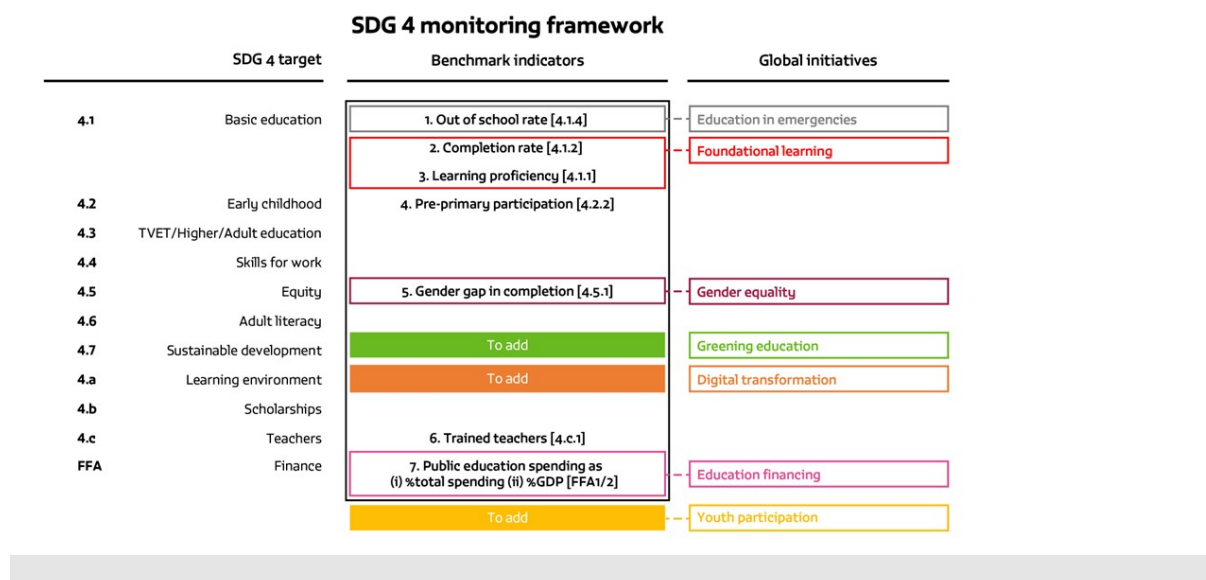 SDG 4 monitoring framework
SDG 4 target Benchmark indicators Global initiatives
4.1 Basic education 1. Out of school rate [4.1.4] Education in emergencies
2. Completion rate [4.1.2] Foundational learning
3. Learning proficiency [4.1.1]
4.2 Early childhood 4. Pre-primary participation [4.2.2]
4.3 TVET/Higher/Adult education
4.4 Skills for work
4.5 Equity 5. Gender gap in completion [4.5.1] Gender equality
4.6 Adult literacy
4.7 Sustainable development To add Greening education
4.a Learning environment To add Digital transformation
4.b Scholarships
4.c Teachers 6. Trained teachers [4.c.1]
FFA Finance 7. Public education spending as
(i) %total spending (ii) %GDP [FFA1/2] Education financing
To add Youth participation